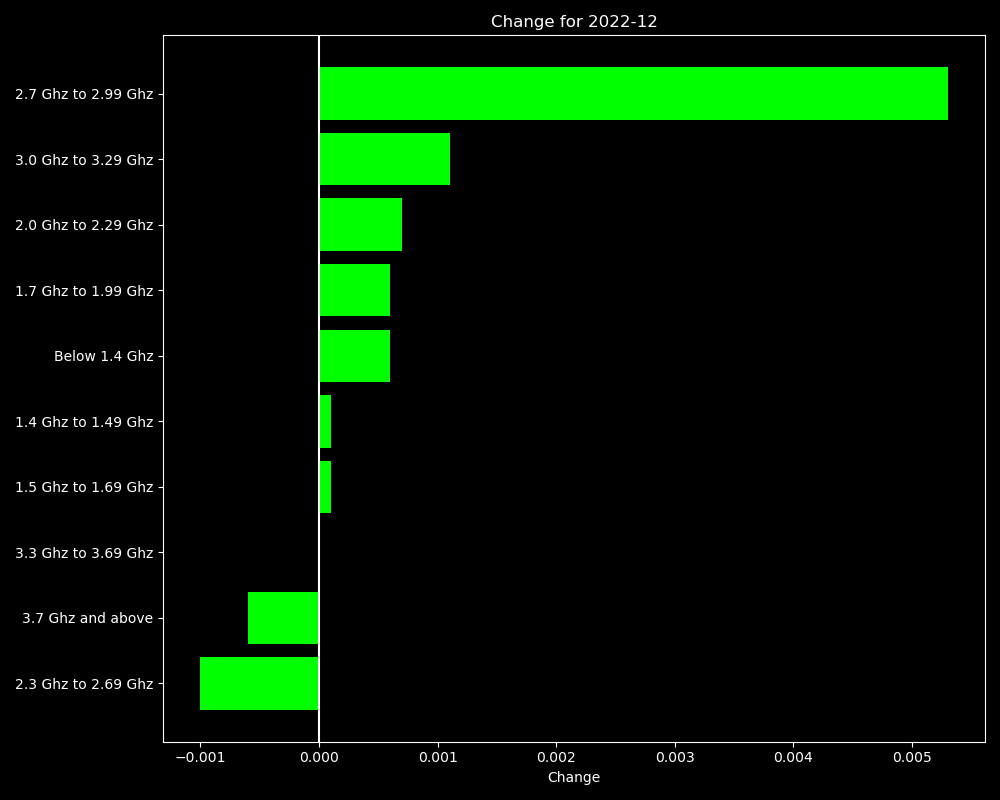 Change for 2022-12
2.7 Ghz to 2.99 Ghz
3.0 Ghz to 3.29 Ghz
2.0 Ghz to 2.29 Ghz
1.7 Ghz to 1.99 Ghz
Below 1.4 Ghz
1.4 Ghz to 1.49 Ghz
1.5 Ghz to 1.69 Ghz
3.3 Ghz to 3.69 Ghz
3.7 Ghz and above
2.3 Ghz to 2.69 Ghz
−0.001 0.000 0.001 0.002 0.003 0.004 0.005
Change